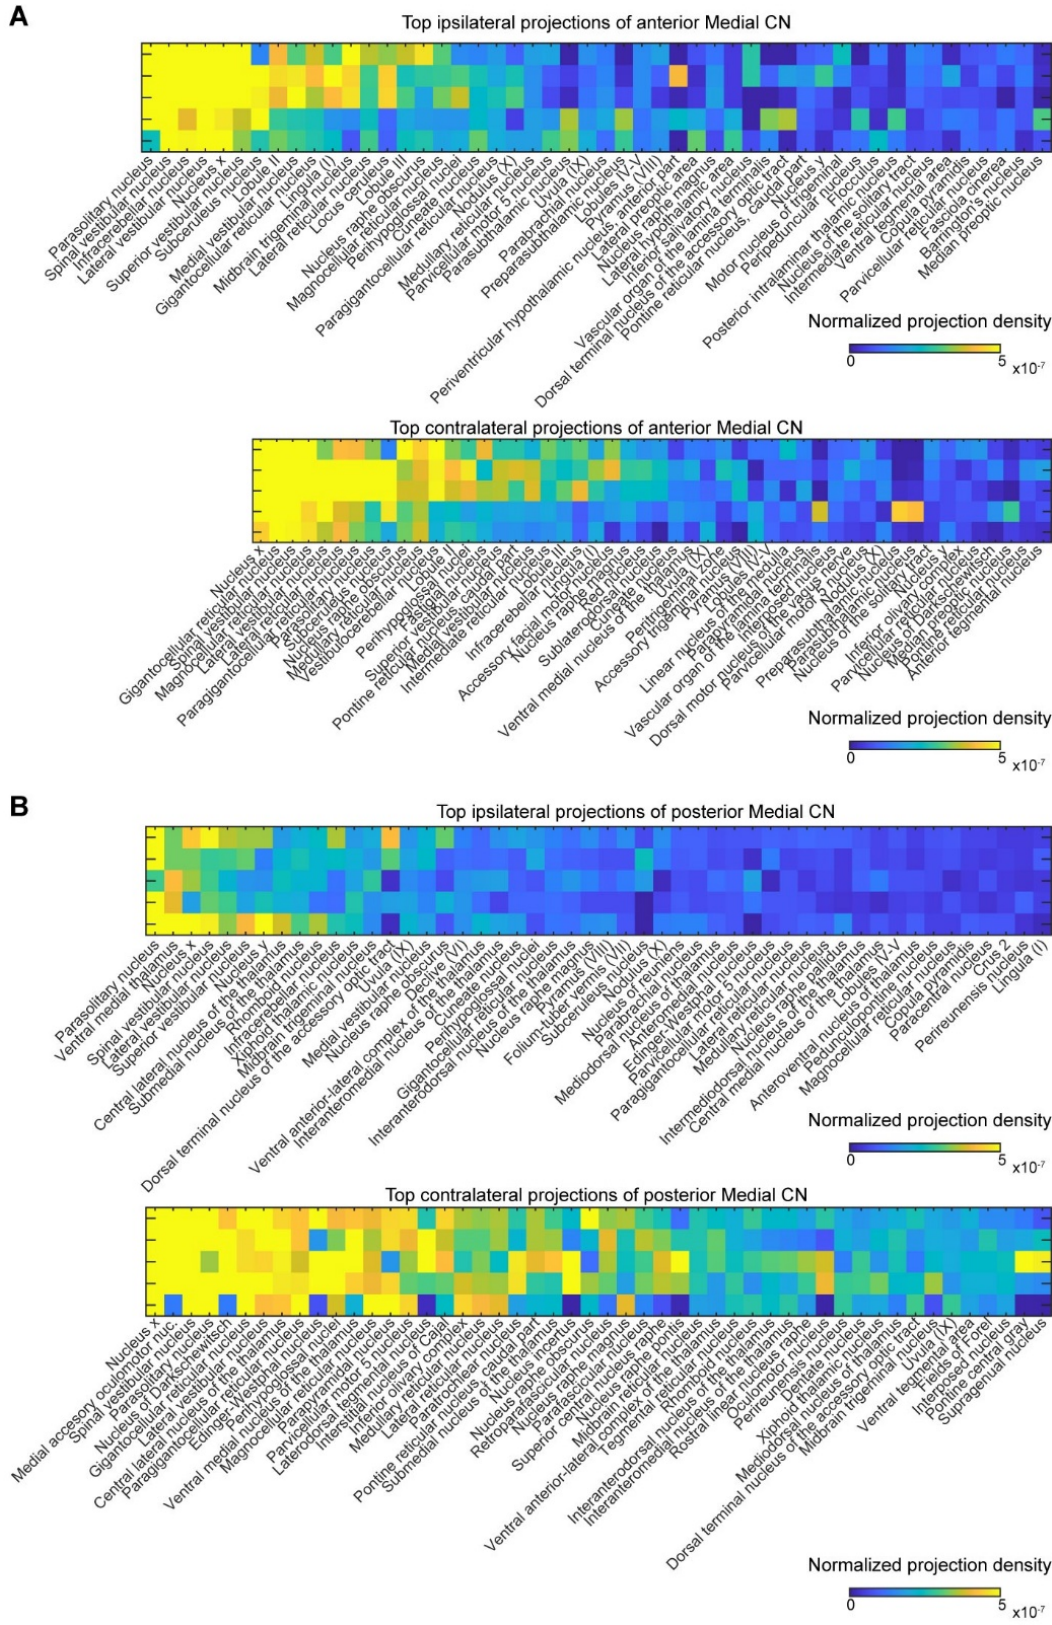 A
Top ipsilateral projections of anterior Medial CN
Parasolitary nucleus
Spinal vestibular nucleus
Infracerebellar nucleus
Lateral vestibular nucleus
Nucleus x
Superior vestibular nucleus
Subceruleus nucleus
Lobule II
Medial vestibular nucleus
Gigantocellular reticular nucleus
Lingula (I)
Midbrain trigeminal nucleus
Lateral reticular nucleus
Locus ceruleus
Lobule III
Nucleus raphe obscurus
Magnocellular reticular nucleus
Perihypoglossal nuclei
Cuneate nucleus
Paragigantocellular reticular nucleus
Nodulus (X)
Medullary reticular nucleus
Parvicellular motor 5 nucleus
Parasubthalamic nucleus
Uvula (IX)
Parabrachial nucleus
Preparasubthalamic nucleus
Lobules IV-V
Pyramus (VIII)
Periventricular hypothalamic nucleus, anterior part
Lateral preoptic area
Nucleus raphe magnus
Lateral hypothalamic area
Inferior salivatory nucleus
Vascular organ of the lamina terminalis
Dorsal terminal nucleus of the accessory optic tract
Pontine reticular nucleus, caudal part
Nucleus y
Motor nucleus of trigeminal
Peripeduncular nucleus
Flocculus
Posterior intralaminar thalamic nucleus
Nucleus of the solitary tract
Intermediate reticular nucleus
Ventral tegmental area
Copula pyramidis
Parvicellular reticular nucleus
Fasciola cinerea
Barrington's nucleus
Median preoptic nucleus
Normalized projection density
0
5
x10-7
Top contralateral projections of anterior Medial CN
Nucleus x
Gigantocellular reticular nucleus
Spinal vestibular nucleus
Magnocellular reticular nucleus
Lateral vestibular nucleus
Lateral reticular nucleus
Paragigantocellular reticular nucleus
Parasolitary nucleus
Subceruleus nucleus
Nucleus raphe obscurus
Medullary reticular nucleus
Vestibulocerebellar nucleus
Lobule II
Perihypoglossal nuclei
Fastigial nucleus
Superior vestibular nucleus
Pontine reticular nucleus, caudal part
Medial vestibular nucleus
Intermediate reticular nucleus
Lobule III
Infracerebellar nucleus
Lingula (I)
Accessory facial motor nucleus
Nucleus raphe magnus
Red nucleus
Sublaterodorsal nucleus
Cuneate nucleus
Ventral medial nucleus of the thalamus
Uvula (IX)
Peritrigeminal zone
Accessory trigeminal nucleus
Pyramus (VIII)
Lobules IV-V
Linear nucleus of the medulla
Parapyramidal nucleus
Vascular organ of the lamina terminalis
Interposed nucleus
Dorsal motor nucleus of the vagus nerve
Parvicellular motor 5 nucleus
Nodulus (X)
Preparasubthalamic nucleus
Parasubthalamic nucleus
Nucleus of the solitary tract
Nucleus y
Inferior olivary complex
Parvicellular reticular nucleus
Nucleus of Darkschewitsch
Median preoptic nucleus
Pontine reticular nucleus
Anterior tegmental nucleus
Normalized projection density
0
5
x10-7
B
Top ipsilateral projections of posterior Medial CN
Parasolitary nucleus
Ventral medial thalamus
Nucleus x
Spinal vestibular nucleus
Lateral vestibular nucleus
Superior vestibular nucleus
Nucleus y
Central lateral nucleus of the thalamus
Submedial nucleus of the thalamus
Rhomboid nucleus
Infracerebellar nucleus
Xiphoid thalamic nucleus
Midbrain trigeminal nucleus
Dorsal terminal nucleus of the accessory optic tract
Uvula (IX)
Medial vestibular nucleus
Nucleus raphe obscurus
Declive (VI)
Ventral anterior-lateral complex of the thalamus
Interanteromedial nucleus of the thalamus
Cuneate nucleus
Perihypoglossal nuclei
Gigantocellular reticular nucleus
Interanterodorsal nucleus of the thalamus
Nucleus raphe magnus
Pyramus (VIII)
Folium-tuber vermis (VII)
Subceruleus nucleus
Nodulus (X)
Nucleus of reuniens
Parabrachial nucleus
Mediodorsal nucleus of thalamus
Anteromedial nucleus
Edinger-Westphal nucleus
Parvicellular motor 5 nucleus
Paragigantocellular reticular nucleus
Lateral reticular nucleus
Medullary reticular nucleus
Nucleus raphe pallidus
Intermediodorsal nucleus of the thalamus
Central medial nucleus of the thalamus
Lobules IV-V
Anteroventral nucleus of thalamus
Pedunculopontine nucleus
Magnocellular reticular nucleus
Copula pyramidis
Paracentral nucleus
Crus 2
Perireunensis nucleus
Lingula (I)
Normalized projection density
0
5
x10-7
Top contralateral projections of posterior Medial CN
Nucleus x
Medial accesory oculomotor nuc.
Spinal vestibular nucleus
Parasolitary nucleus
Nucleus of Darkschewitsch
Gigantocellular reticular nucleus
Lateral vestibular nucleus
Central lateral nucleus of the thalamus
Paragigantocellular reticular nucleus
Edinger-Westphal nucleus
Perihypoglossal nuclei
Ventral medial nucleus of the thalamus
Magnocellular reticular nucleus
Parapyramidal nucleus
Parvicellular motor 5 nucleus
Laterodorsal tegmental nucleus
Interstitial nucleus of Cajal
Inferior olivary complex
Medullary reticular nucleus
Lateral reticular nucleus
Paratrochlear nucleus
Pontine reticular nucleus, caudal part
Submedial nucleus of the thalamus
Nucleus incertus
Nucleus raphe obscurus
Retroparafascicular nucleus
Nucleus raphe magnus
Parafascicular nucleus
Superior central nucleus raphe
Nucleus raphe pontis
Midbrain reticular nucleus
Ventral anterior-lateral complex of the thalamus
Tegmental reticular nucleus
Rhomboid nucleus
Interanterodorsal nucleus of the thalamus
Interanteromedial nucleus of the thalamus
Rostral linear nucleus raphe
Oculomotor nucleus
Perireunensis nucleus
Dentate nucleus
Xiphoid thalamic nucleus
Mediodorsal nucleus of thalamus
Dorsal terminal nucleus of the accessory optic tract
Midbrain trigeminal nucleus
Uvula (IX)
Ventral tegmental area
Fields of Forel
Interposed nucleus
Pontine central gray
Supragenual nucleus
Normalized projection density
0
5
x10-7